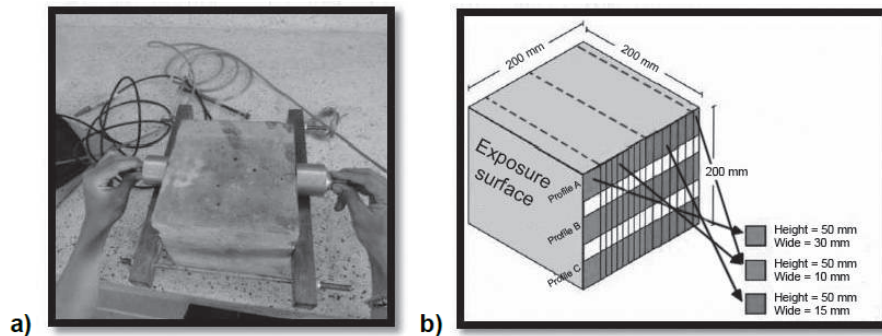 a)
b)
200 mm
200 mm
200 mm
Exposure
surface
Profile A
Profile B
Profile C
Height = 50 mm
Wide = 30 mm
Height = 50 mm
Wide = 10 mm
Height = 50 mm
Wide = 15 mm